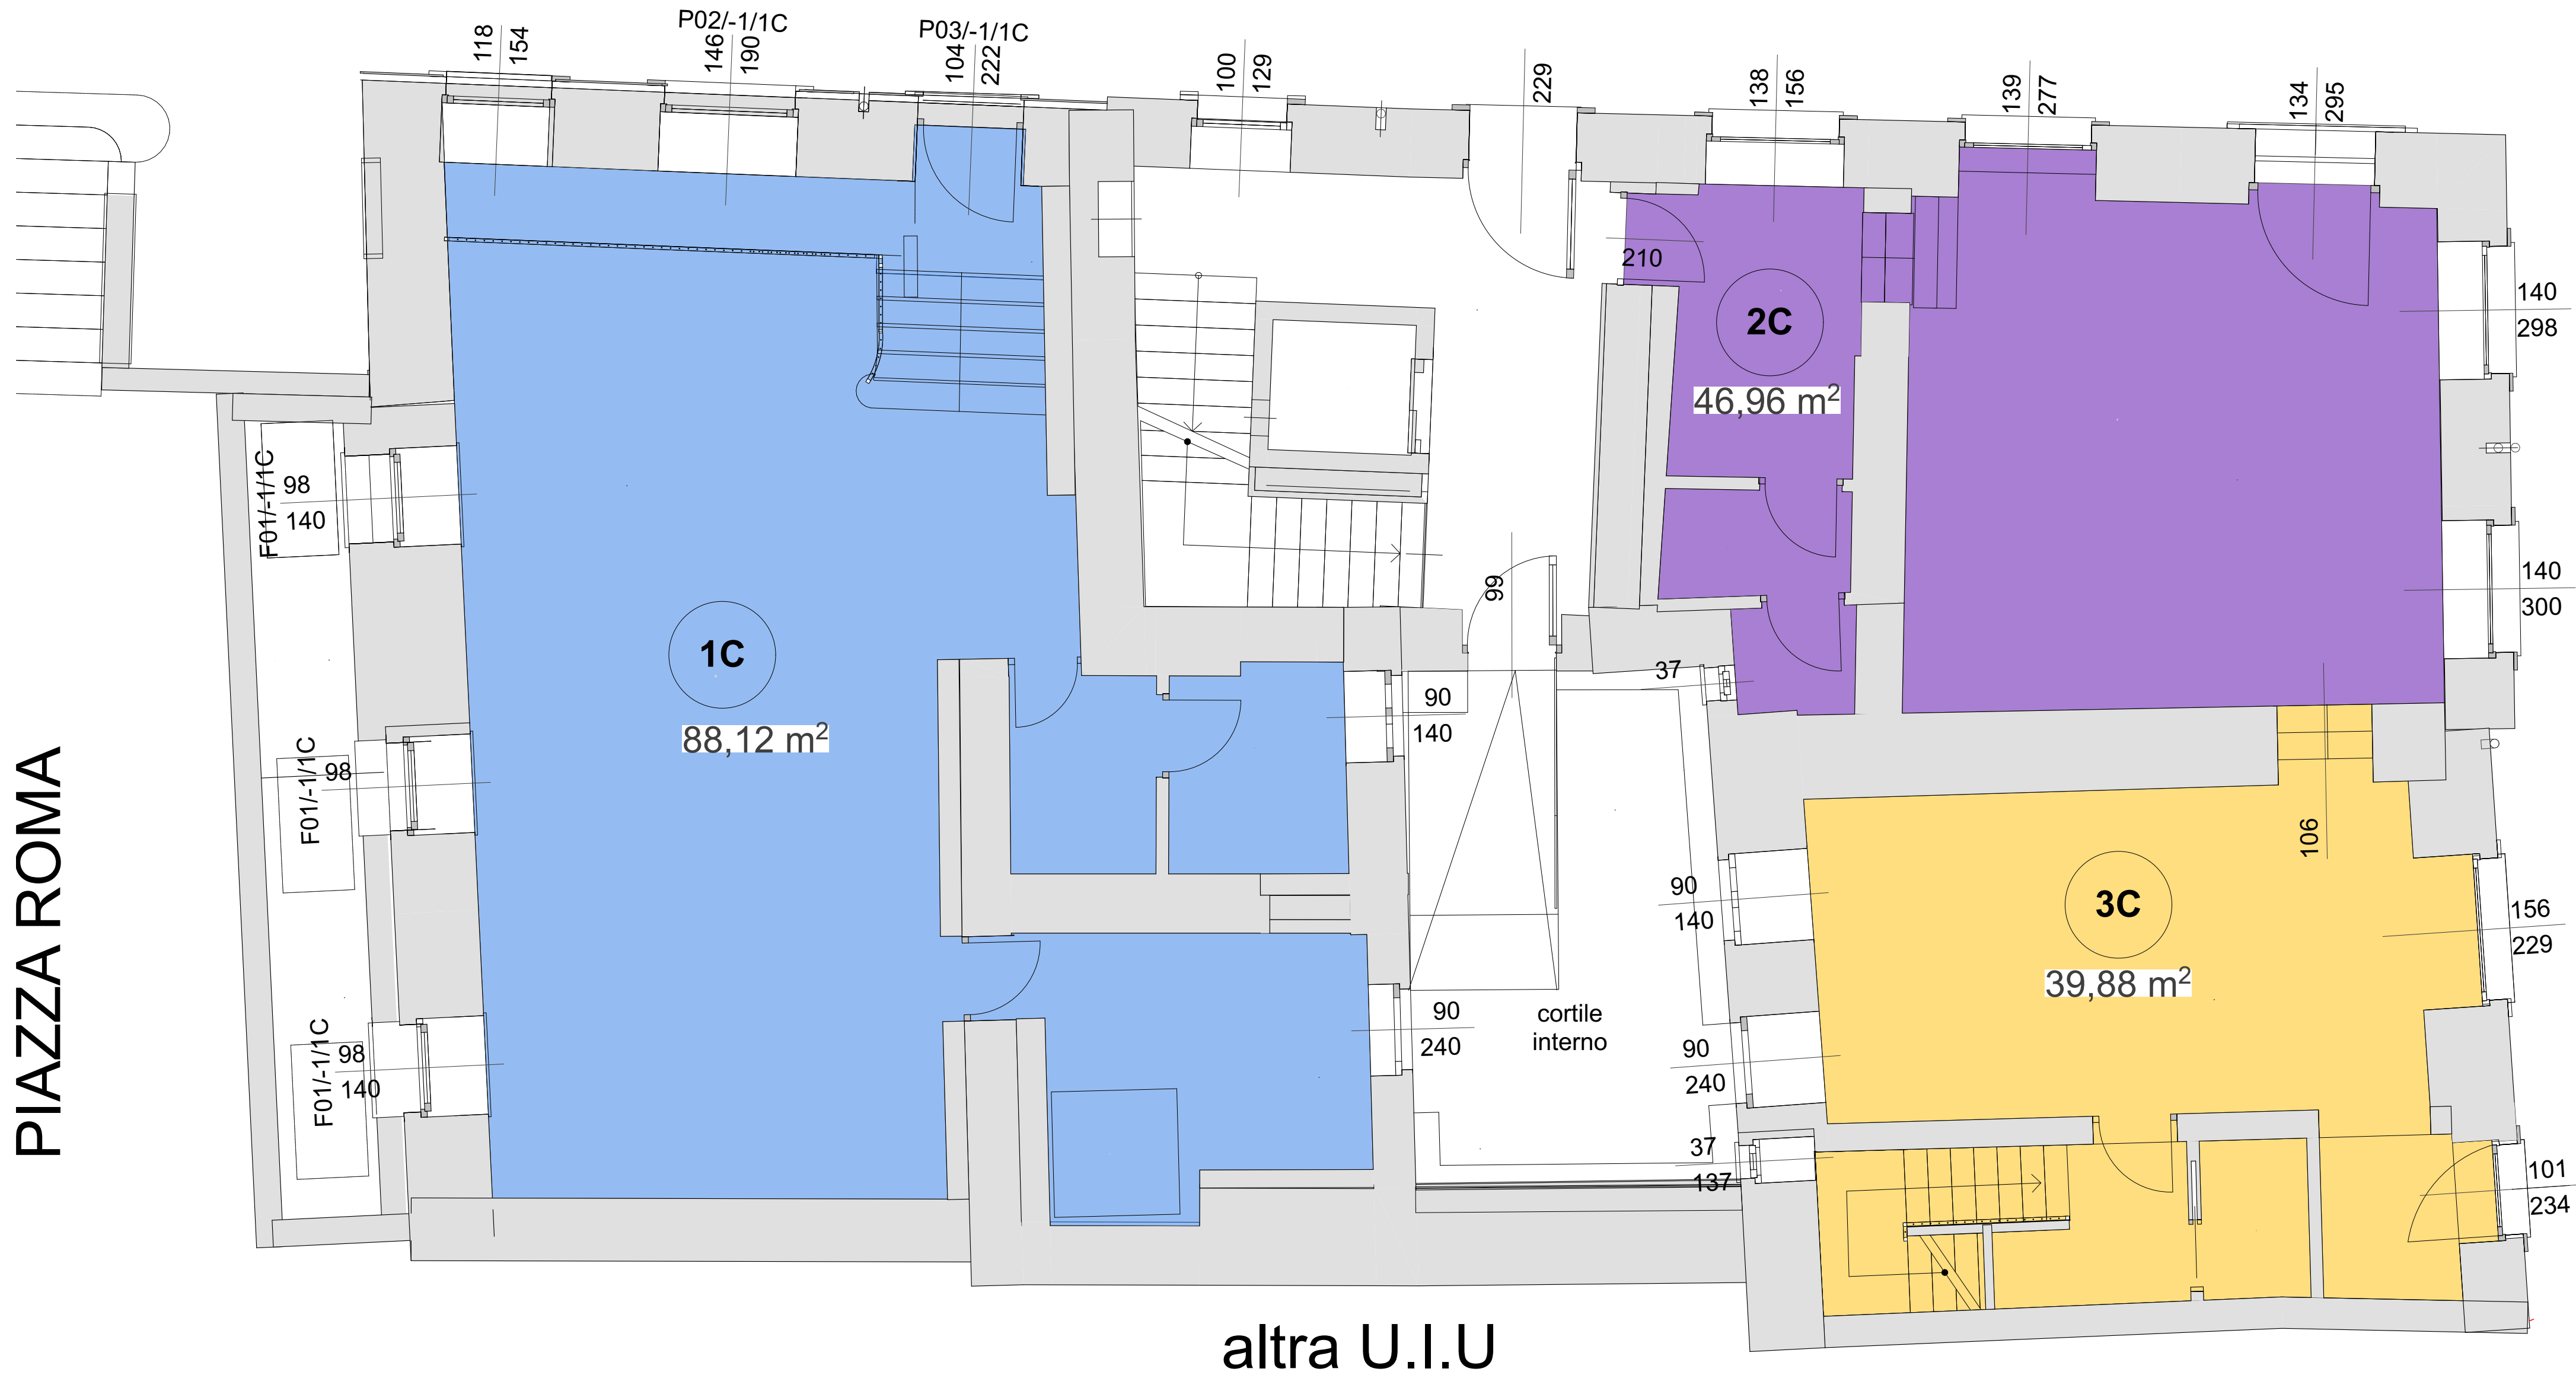 P02/-1/1C
P03/-1/1C
118
154
146
190
104
222
100
129
229
138
156
139
277
134
295
210
2C
46,96 m²
140
298
F01/-1/1C
98
140
99
140
300
1C
88,12 m²
37
90
140
F01/-1/1C
98
106
90
140
3C
39,88 m²
156
229
PIAZZA ROMA
90
240
cortile
interno
F01/-1/1C
98
140
90
240
37
137
101
234
altra U.I.U